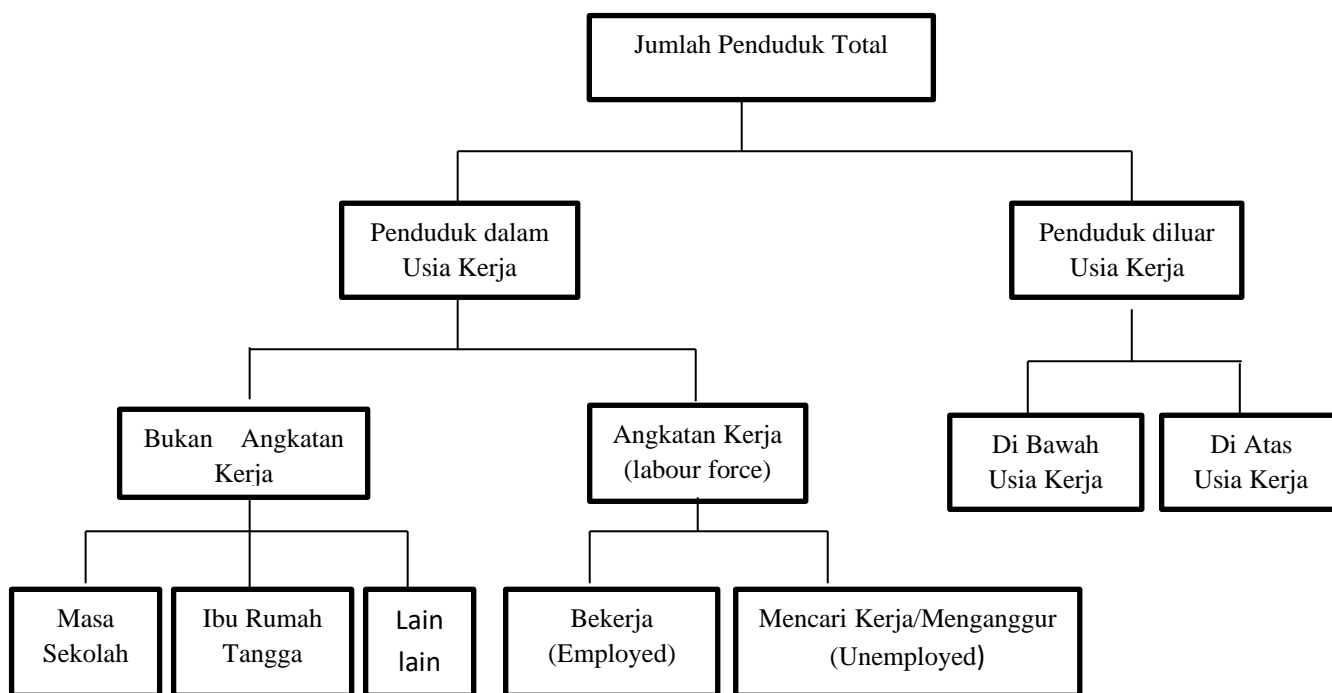 Jumlah Penduduk Total
Penduduk dalam
Usia Kerja
Penduduk diluar
Usia Kerja
Bukan Angkatan
Kerja
Angkatan Kerja
(labour force)
Di Bawah
Usia Kerja
Di Atas
Usia Kerja
Masa
Sekolah
Ibu Rumah
Tangga
Lain
lain
Bekerja
(Employed)
Mencari Kerja/Menganggur
(Unemployed)